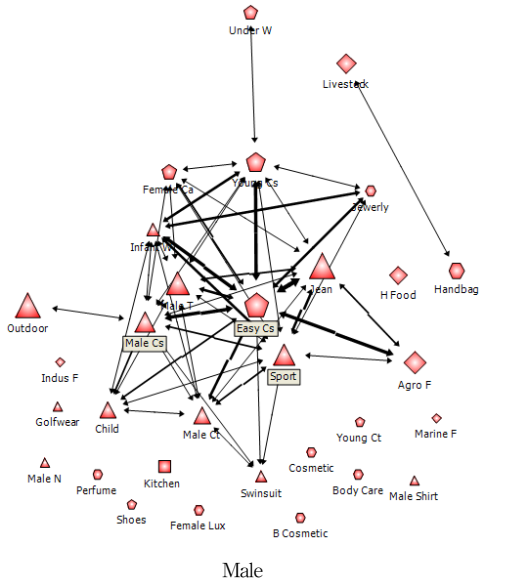 Under W
Livestock
Female Ca
Young Cs
Jewerly
Infant W
Male T
Jean
H Food
Handbag
Outdoor
Easy Cs
Male Cs
Indus F
Sport
Agro F
Golfwear
Child
Male Ct
Young Ct
Marine F
Male N
Perfume
Kitchen
Swinsuit
Cosmetic
Body Care
Male Shirt
Shoes
Female Lux
B Cosmetic
Male